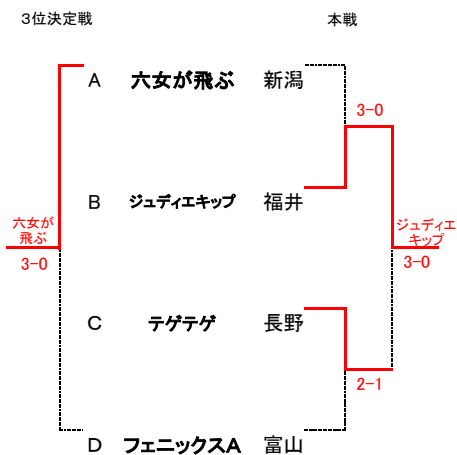 3位決定戦 本戦
A 六女が飛ぶ 新潟
3-0
B ジュディエキップ 福井
六女が
飛ぶ
3-0
ジュディエ
キップ
3-0
C テゲテゲ 長野
2-1
D フェニックスA 富山